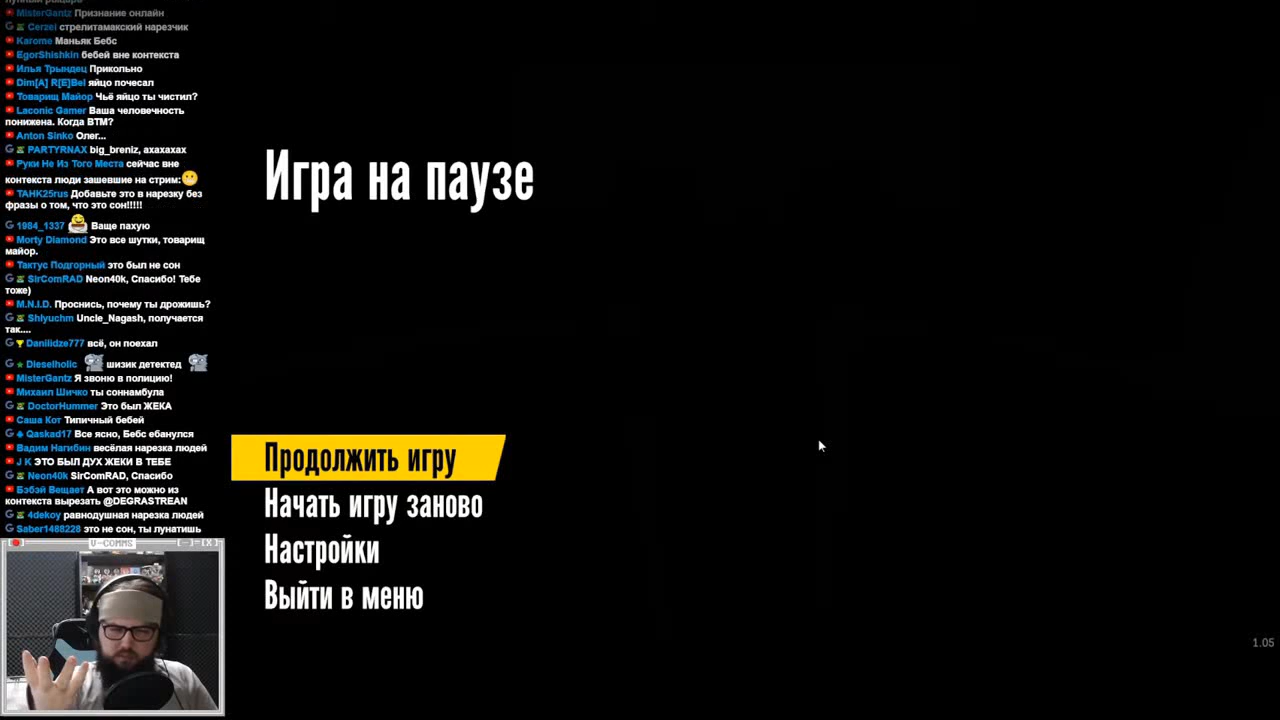 MisterGantz Признание онлайн
Cerzei стрелитамакский нарезчик
Karome Маньяк Бебс
EgorShishkin бебей вне контекста
Илья Трындец Прикольно
Dim[A] R[E]Bel яйцо почесал
Товарищ Майор Чьё яйцо ты чистил?
Laconic Gamer Ваша человечность
понижена. Когда ВТМ?
Anton Sinko Олег...
PARTYRNAX big_breniz, ахахахах
Руки Не Из Того Места сейчас вне
контекста люди зашевшие на стрим:
TAHK25rus Добавьте это в нарезку без
фразы о том, что это сон!!!!!
1984_1337 Ваще пахую
Morty Diamond Это все шутки, товарищ
майор.
Тактус Подгорный это был не сон
SirComRAD Neon40k, Спасибо! Тебе
тоже)
M.N.I.D. Проснись, почему ты дрожишь?
Shlyuchm Uncle_Nagash, получается
так....
Danilidze777 всё, он поехал
Dieselholic шизик детектед
MisterGantz Я звоню в полицию!
Михаил Шичко ты соннамбула
DoctorHummer Это был ЖЕКА
Саша Кот Типичный бебей
Qaskad17 Все ясно, Бебс ебанулся
Вадим Нагибин весёлая нарезка людей
J K ЭТО БЫЛ ДУХ ЖЕКИ В ТЕБЕ
Neon40k SirComRAD, Спасибо
Бэбэй Вещает А вот это можно из
контекста вырезать @DEGRASTREAN
4dekoy равнодушная нарезка людей
Saber1488228 это не сон, ты лунатишь
V-COMMS
Игра на паузе
Продолжить игру
Начать игру заново
Настройки
Выйти в меню
1.05